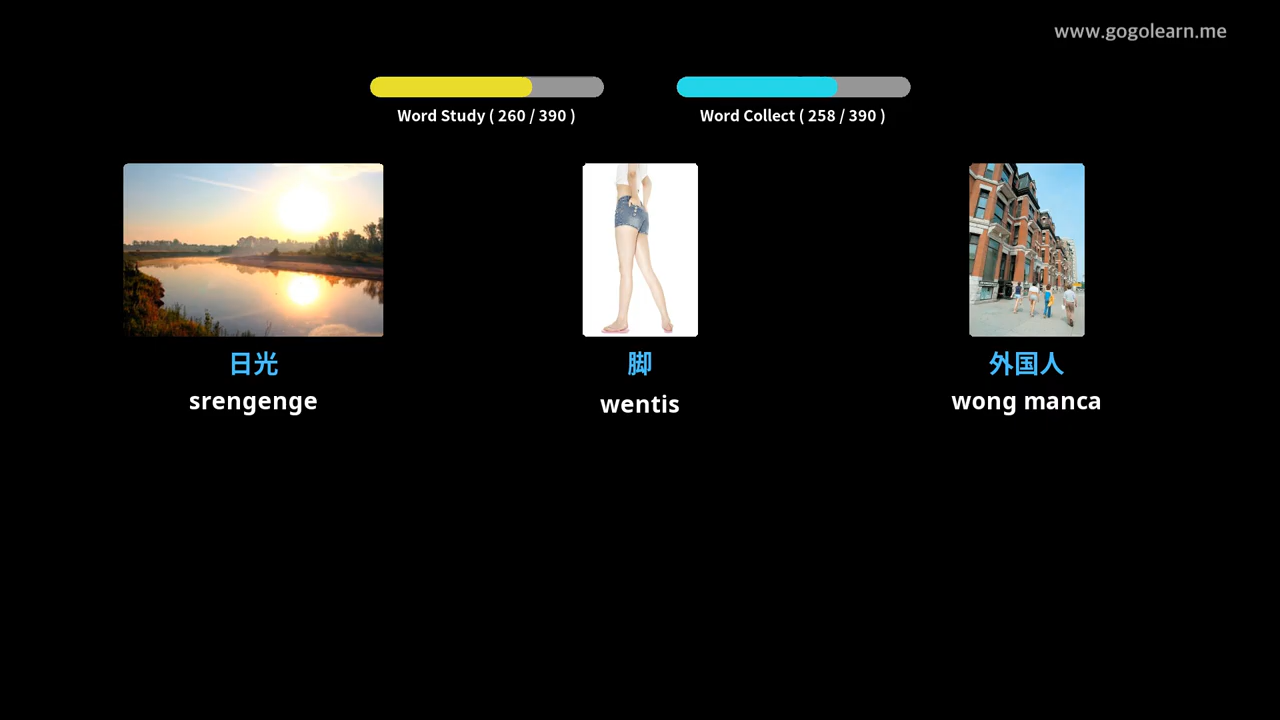 www.gogolearn.me
Word Study ( 260 / 390 )
Word Collect ( 258 / 390 )
日光
脚
外国人
srengenge
wentis
wong manca